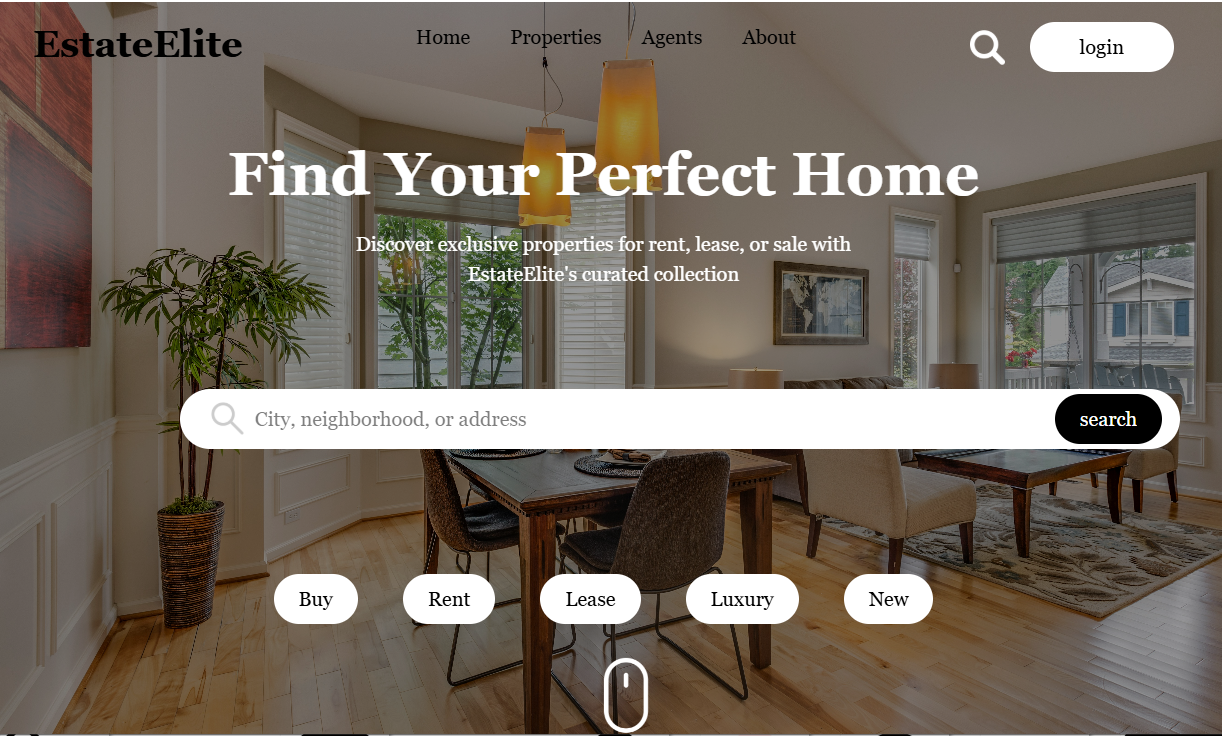 EstateElite
Home Properties Agents About
login
Find Your Perfect Home
Discover exclusive properties for rent, lease, or sale with
EstateElite's curated collection
City, neighborhood, or address
search
Buy Rent Lease Luxury New